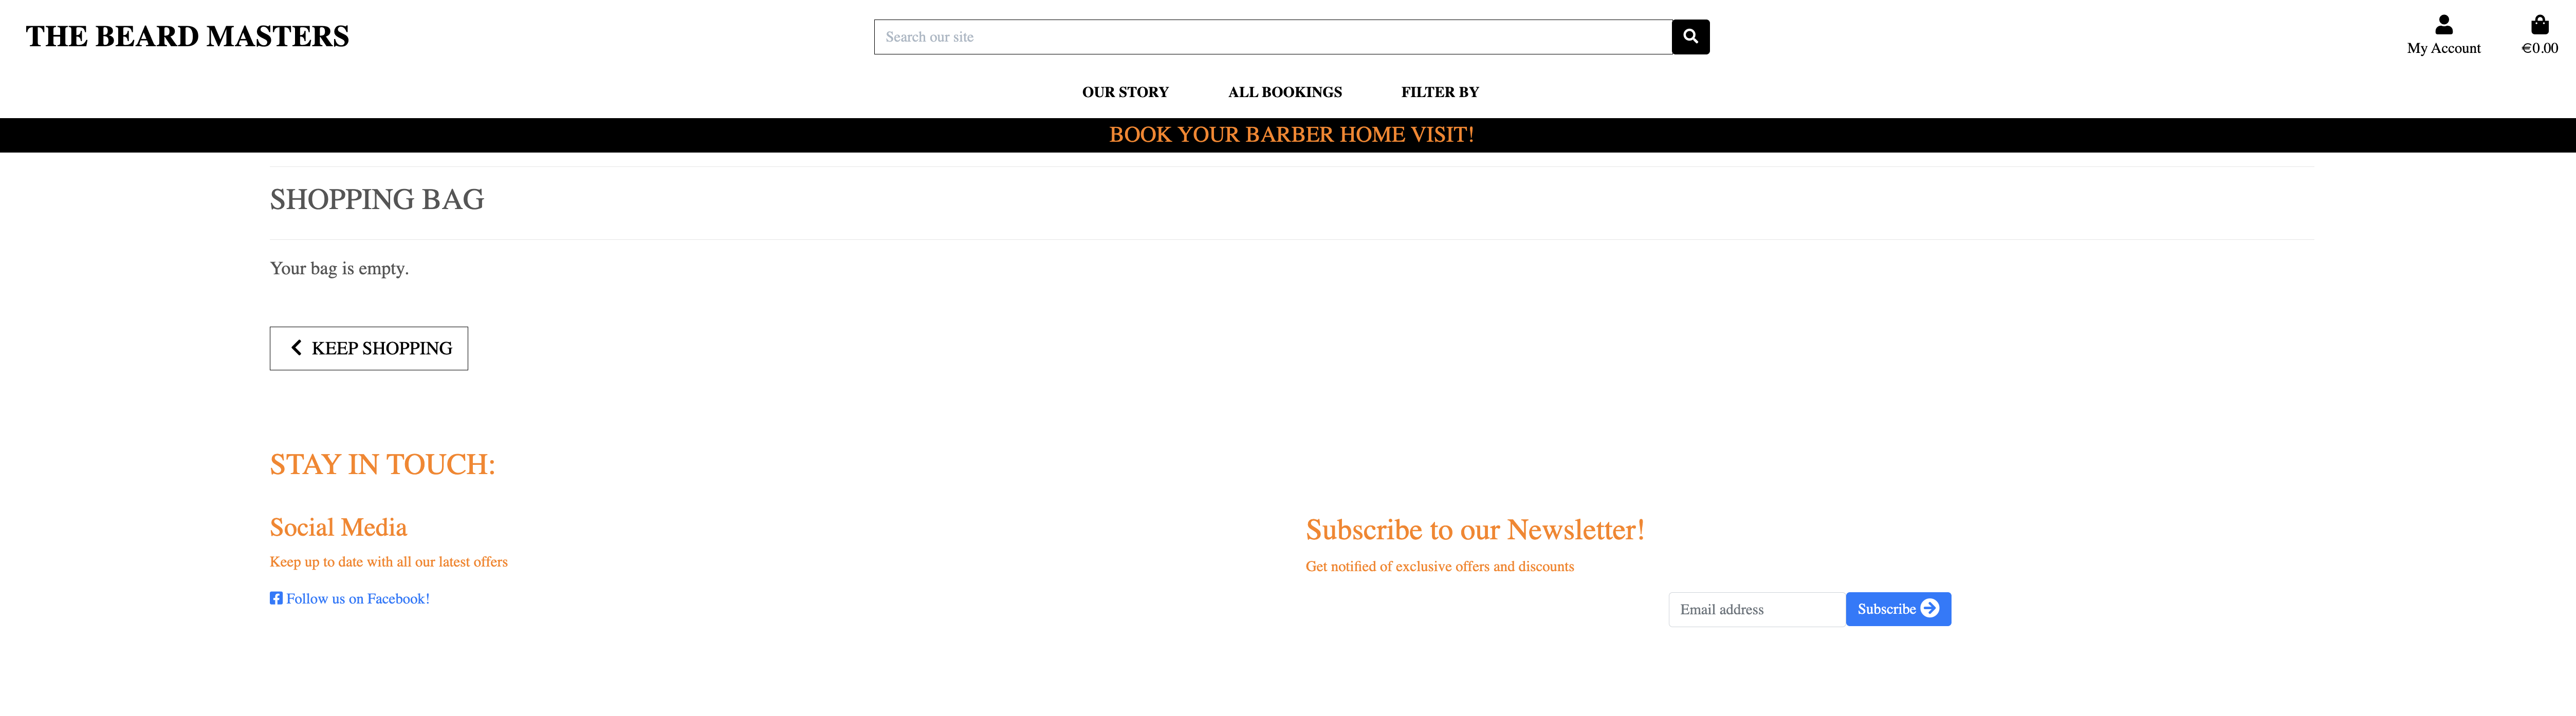 THE BEARD MASTERS
Search our site
My Account
€0.00
OUR STORY
ALL BOOKINGS
FILTER BY
BOOK YOUR BARBER HOME VISIT!
SHOPPING BAG
Your bag is empty.
KEEP SHOPPING
STAY IN TOUCH:
Social Media
Keep up to date with all our latest offers
Follow us on Facebook!
Subscribe to our Newsletter!
Get notified of exclusive offers and discounts
Email address
Subscribe